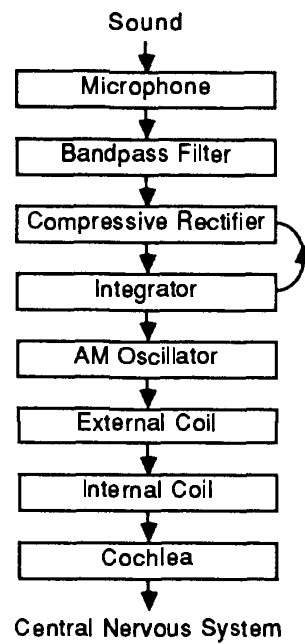 Sound
Microphone
Bandpass Filter
Compressive Rectifier
Integrator
AM Oscillator
External Coil
Internal Coil
Cochlea
Central Nervous System